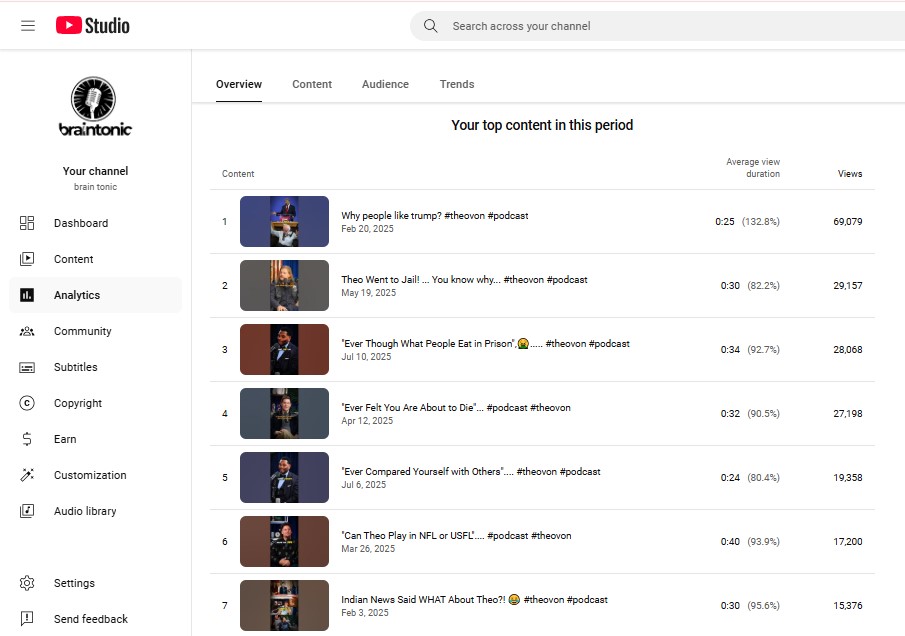 Studio
Search across your channel
braintonic
Your channel
brain tonic
Dashboard
Content
Analytics
Community
Subtitles
Copyright
Earn
Customization
Audio library
Settings
Send feedback
Overview Content Audience Trends
Your top content in this period
Content Average view duration Views
1 Why people like trump? #theovon #podcast 0:25 (132.8%) 69,079
Feb 20, 2025
2 Theo Went to Jail! ... You know why... #theovon #podcast 0:30 (82.2%) 29,157
May 19, 2025
3 "Ever Though What People Eat in Prison",🤮..... #theovon #podcast 0:34 (92.7%) 28,068
Jul 10, 2025
4 "Ever Felt You Are About to Die"... #podcast #theovon 0:32 (90.5%) 27,198
Apr 12, 2025
5 "Ever Compared Yourself with Others".... #theovon #podcast 0:24 (80.4%) 19,358
Jul 6, 2025
6 "Can Theo Play in NFL or USFL".... #podcast #theovon 0:40 (93.9%) 17,200
Mar 26, 2025
7 Indian News Said WHAT About Theo?! 😂 #theovon #podcast 0:30 (95.6%) 15,376
Feb 3, 2025